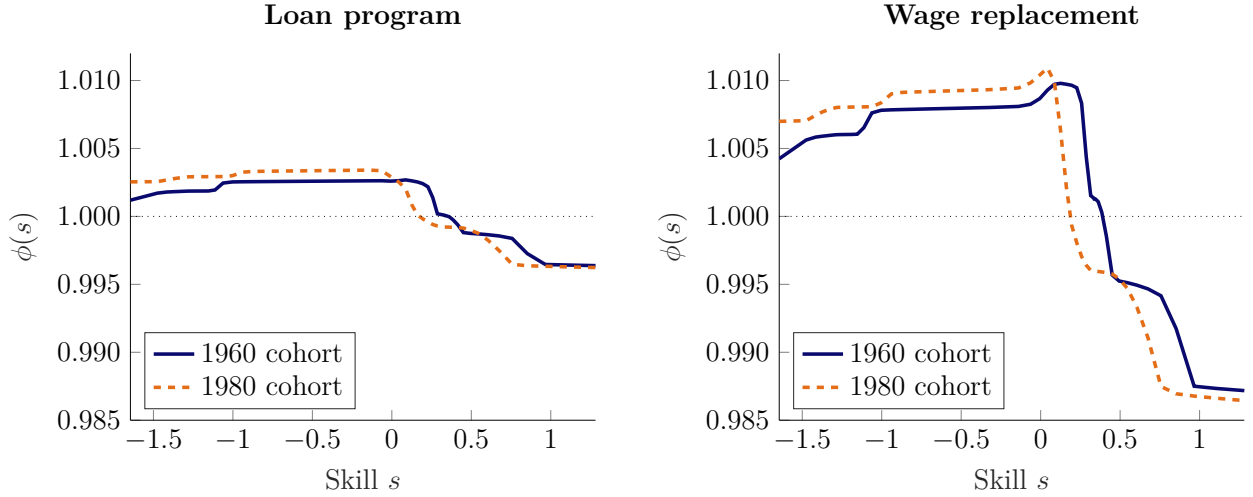 Loan program
1.010
1.005
1.000
0.995
0.990
0.985
ϕ(s)
1960 cohort
1980 cohort
−1.5 −1 −0.5 0 0.5 1
Skill s
Wage replacement
1.010
1.005
1.000
0.995
0.990
0.985
ϕ(s)
1960 cohort
1980 cohort
−1.5 −1 −0.5 0 0.5 1
Skill s